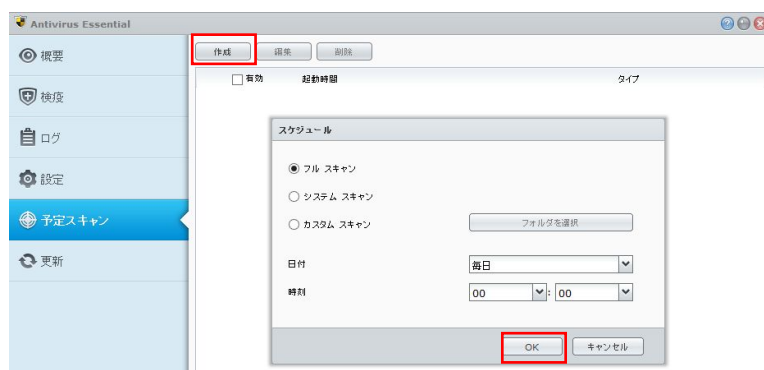 Antivirus Essential
概要
検疫
ログ
設定
予定スキャン
更新
作成 編集 削除
有効 起動時間 タイプ
スケジュール
フル スキャン
システム スキャン
カスタム スキャン フォルダを選択
日付 毎日
時刻 00 : 00
OK キャンセル